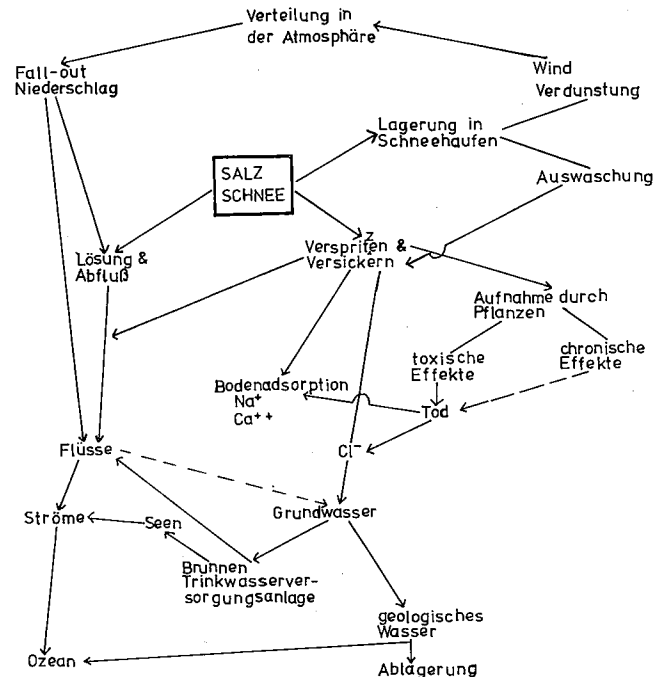 Verteilung in
der Atmosphäre
Fall-out
Niederschlag
Wind
Verdunstung
Lagerung in
Schneehaufen
SALZ
SCHNEE
Auswaschung
Z
Versprifen &
Versickern
Lösung &
Abfluß
Aufnahme durch
Pflanzen
toxische
Effekte
chronische
Effekte
Bodenadsorption
Na+
Ca++
Tod
Flüsse
Cl−
Grundwasser
Ströme
Seen
Brunnen
Trinkwasserver-
sorgungsanlage
geologisches
Wasser
Ozean
Ablagerung